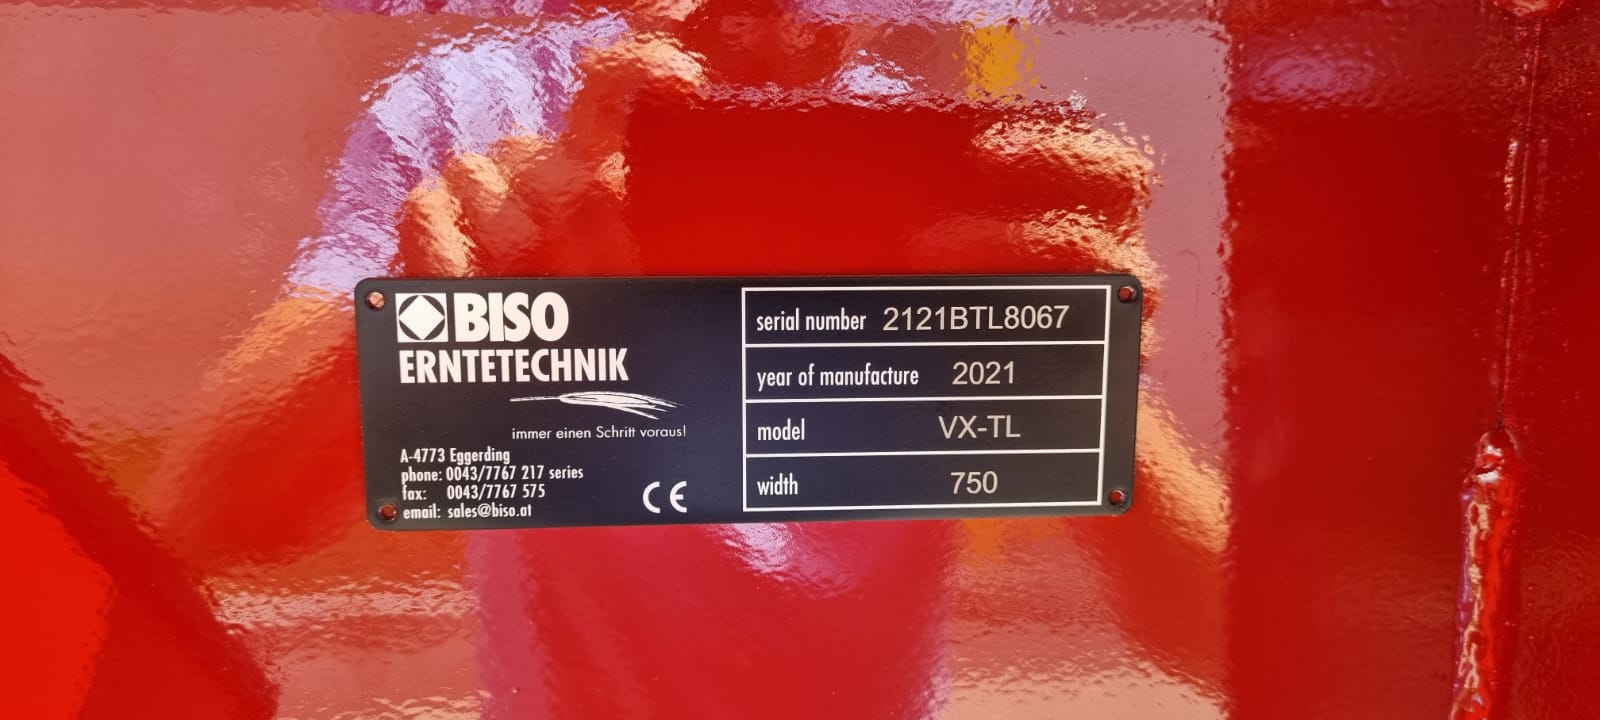 BISO
ERNTETECHNIK
immer einen Schritt voraus!
A-4773 Eggerding
phone: 0043/7767 217 series
fax: 0043/7767 575
email: sales@biso.at
CE
serial number 2121BTL8067
year of manufacture 2021
model VX-TL
width 750